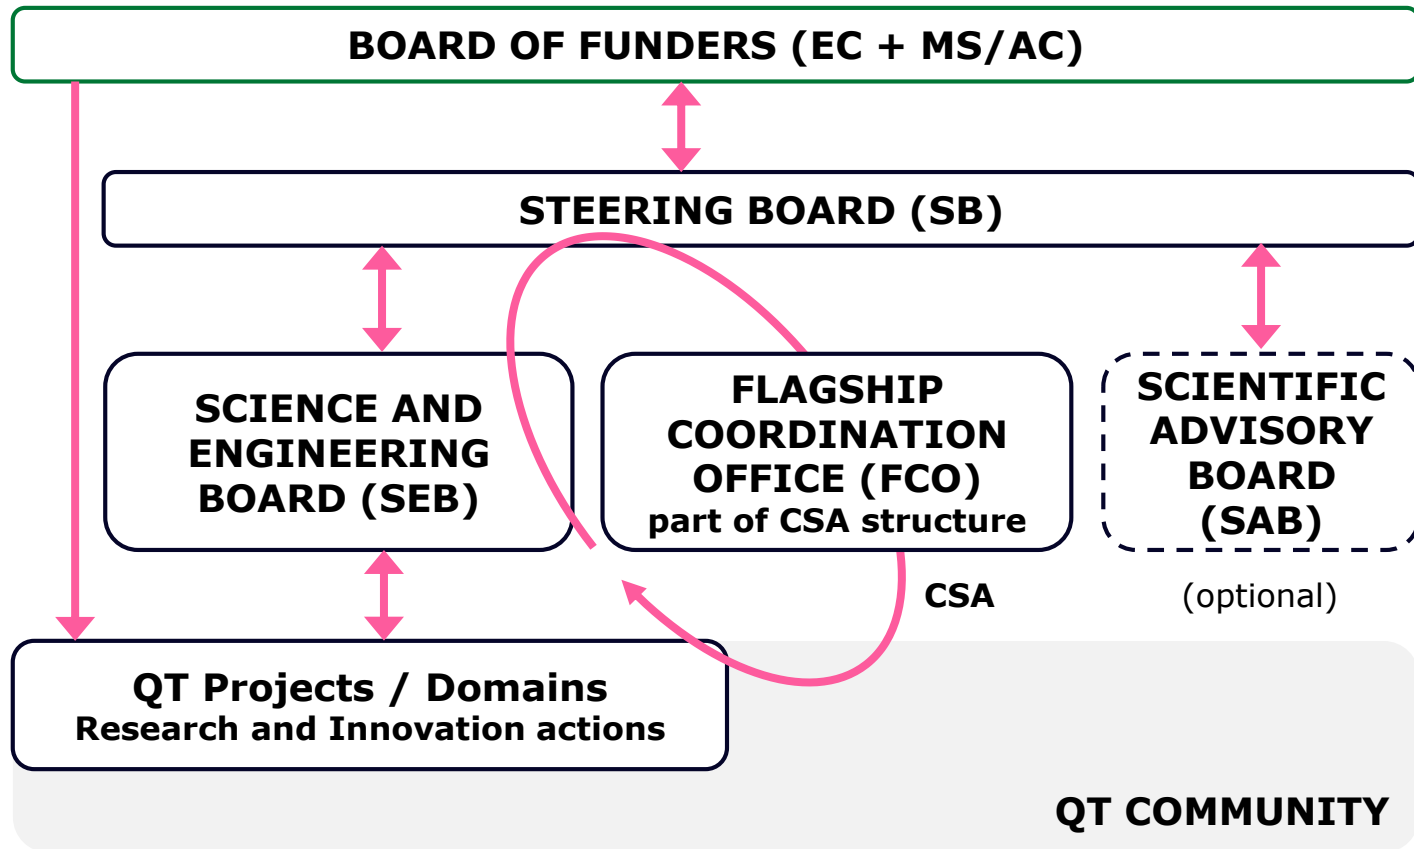 BOARD OF FUNDERS (EC + MS/AC)
STEERING BOARD (SB)
SCIENCE AND
ENGINEERING
BOARD (SEB)
FLAGSHIP
COORDINATION
OFFICE (FCO)
part of CSA structure
SCIENTIFIC
ADVISORY
BOARD
(SAB)
CSA
(optional)
QT Projects / Domains
Research and Innovation actions
QT COMMUNITY